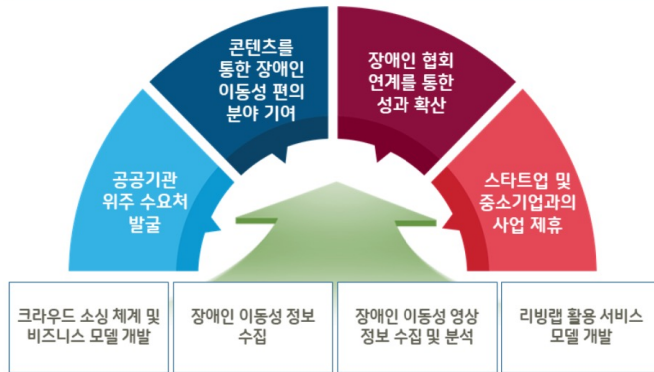 콘텐츠를
통한 장애인
이동성 편의
분야 기여
장애인 협회
연계를 통한
성과 확산
공공기관
위주 수요처
발굴
스타트업 및
중소기업과의
사업 제휴
크라우드 소싱 체계 및
비즈니스 모델 개발
장애인 이동성 정보
수집
장애인 이동성 영상
정보 수집 및 분석
리빙랩 활용 서비스
모델 개발